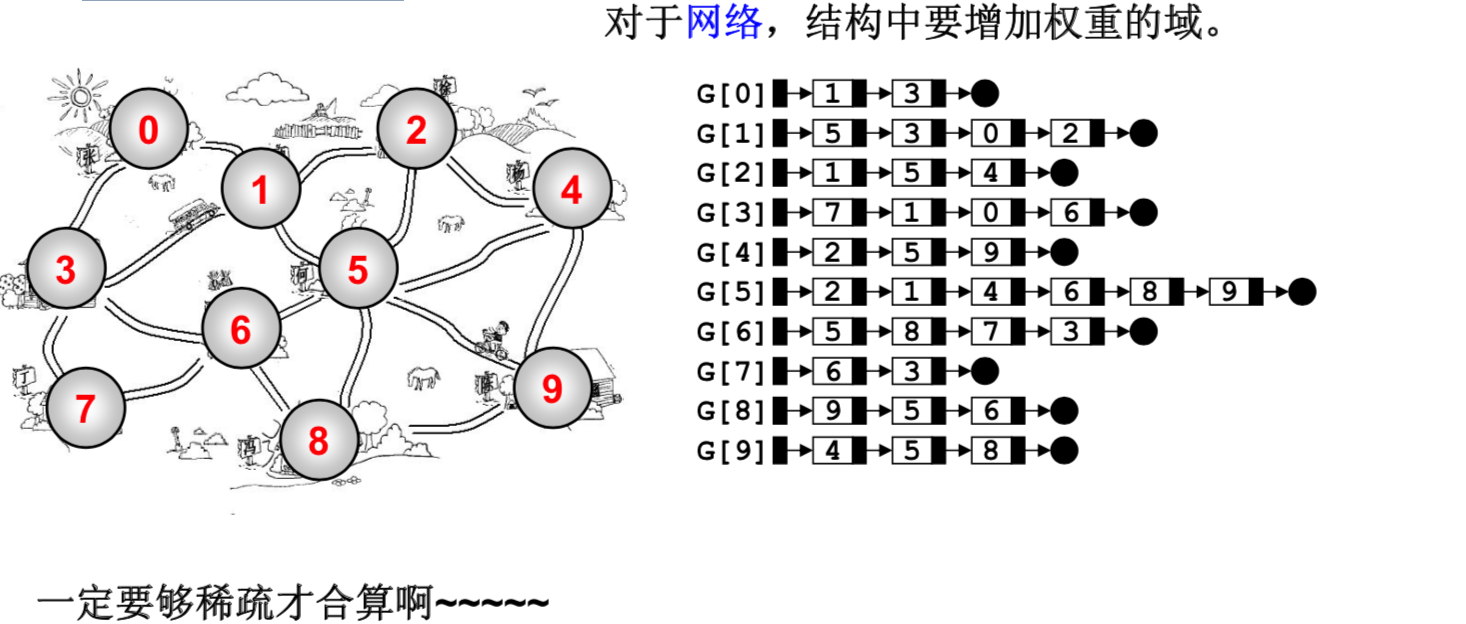 对于网络，结构中要增加权重的域。
0
2
1
4
3
5
6
9
7
8
G[0] 1 3
G[1] 5 3 0 2
G[2] 1 5 4
G[3] 7 1 0 6
G[4] 2 5 9
G[5] 2 1 4 6 8 9
G[6] 5 8 7 3
G[7] 6 3
G[8] 9 5 6
G[9] 4 5 8
一定要够稀疏才合算啊~~~~~